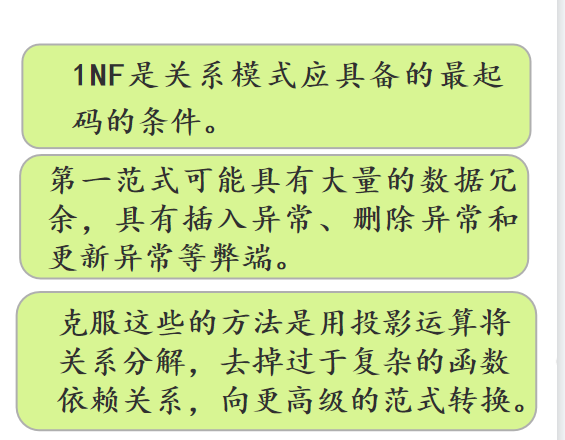 1NF是关系模式应具备的最起
码的条件。
第一范式可能具有大量的数据冗
余，具有插入异常、删除异常和
更新异常等弊端。
克服这些的方法是用投影运算将
关系分解，去掉过于复杂的函数
依赖关系，向更高级的范式转换。